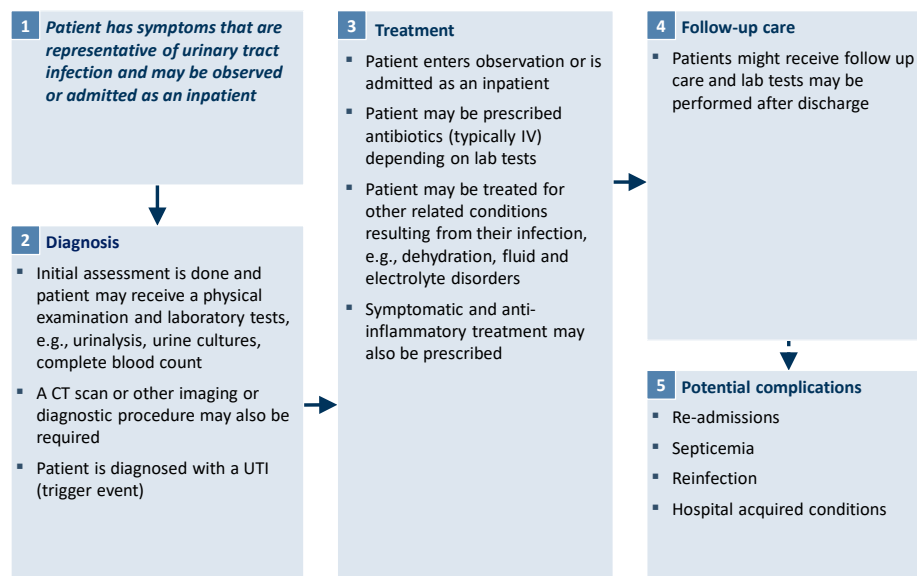 1
Patient has symptoms that are
representative of urinary tract
infection and may be observed
or admitted as an inpatient
2
Diagnosis
▪ Initial assessment is done and
patient may receive a physical
examination and laboratory tests,
e.g., urinalysis, urine cultures,
complete blood count
▪ A CT scan or other imaging or
diagnostic procedure may also be
required
▪ Patient is diagnosed with a UTI
(trigger event)
3
Treatment
▪ Patient enters observation or is
admitted as an inpatient
▪ Patient may be prescribed
antibiotics (typically IV)
depending on lab tests
▪ Patient may be treated for
other related conditions
resulting from their infection,
e.g., dehydration, fluid and
electrolyte disorders
▪ Symptomatic and anti-
inflammatory treatment may
also be prescribed
4
Follow-up care
▪ Patients might receive follow up
care and lab tests may be
performed after discharge
5
Potential complications
▪ Re-admissions
▪ Septicemia
▪ Reinfection
▪ Hospital acquired conditions